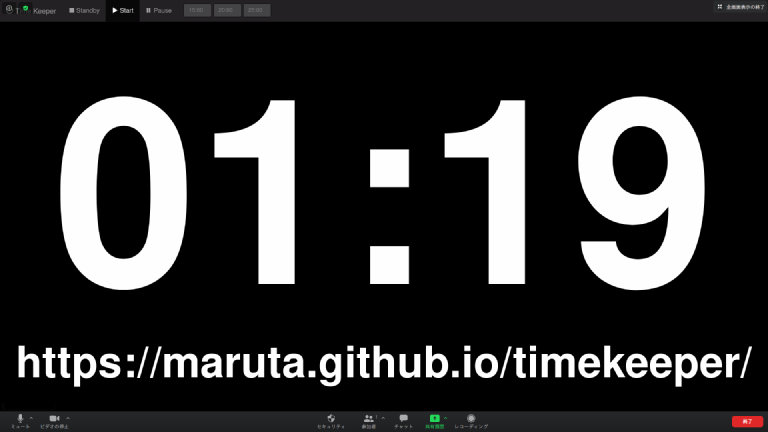 Keeper Standby Start Pause 15:00 20:00 25:00 全画面表示の終了
01:19
https://maruta.github.io/timekeeper/
ミュート ビデオの停止 セキュリティ 参加者 1 チャット 画面共有 レコーディング 終了